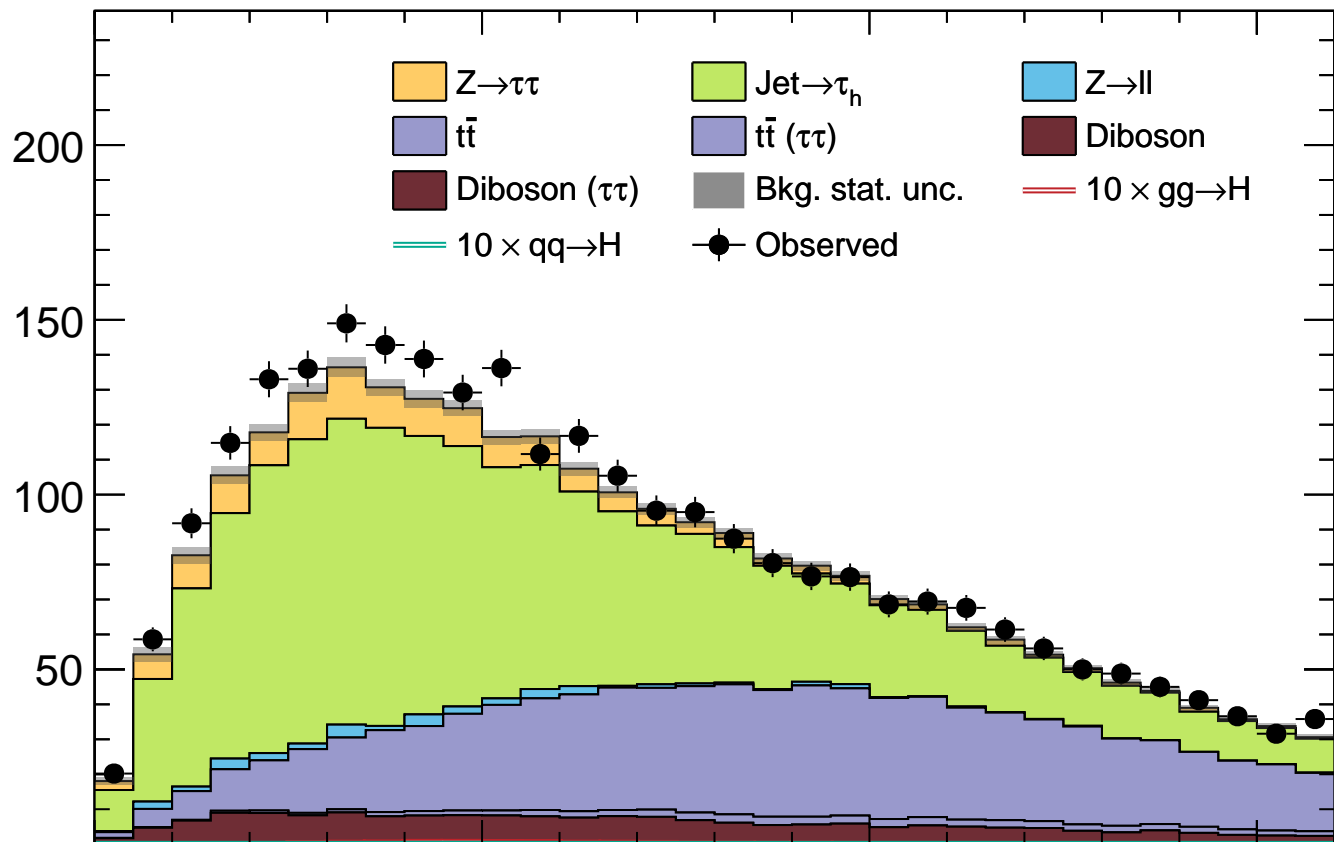 Z→ττ Jet→τh Z→ll
tt̄ tt̄ (ττ) Diboson
Diboson (ττ) Bkg. stat. unc. 10 × gg→H
10 × qq→H Observed
200
150
100
50